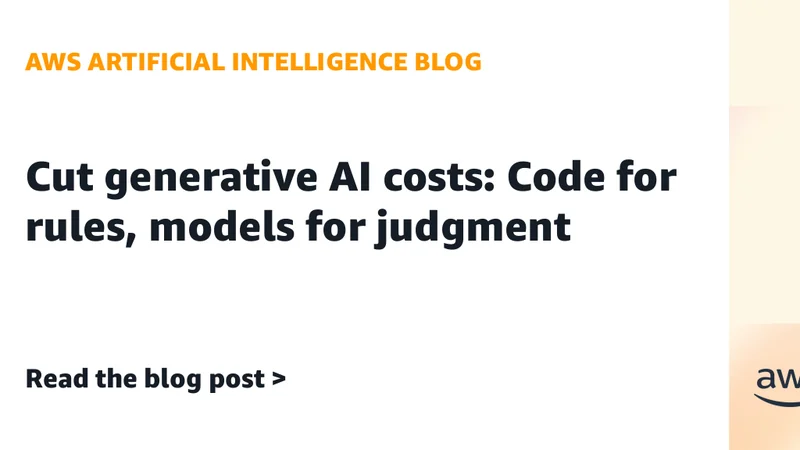 AWS ARTIFICIAL INTELLIGENCE BLOG
Cut generative AI costs: Code for
rules, models for judgment
Read the blog post >